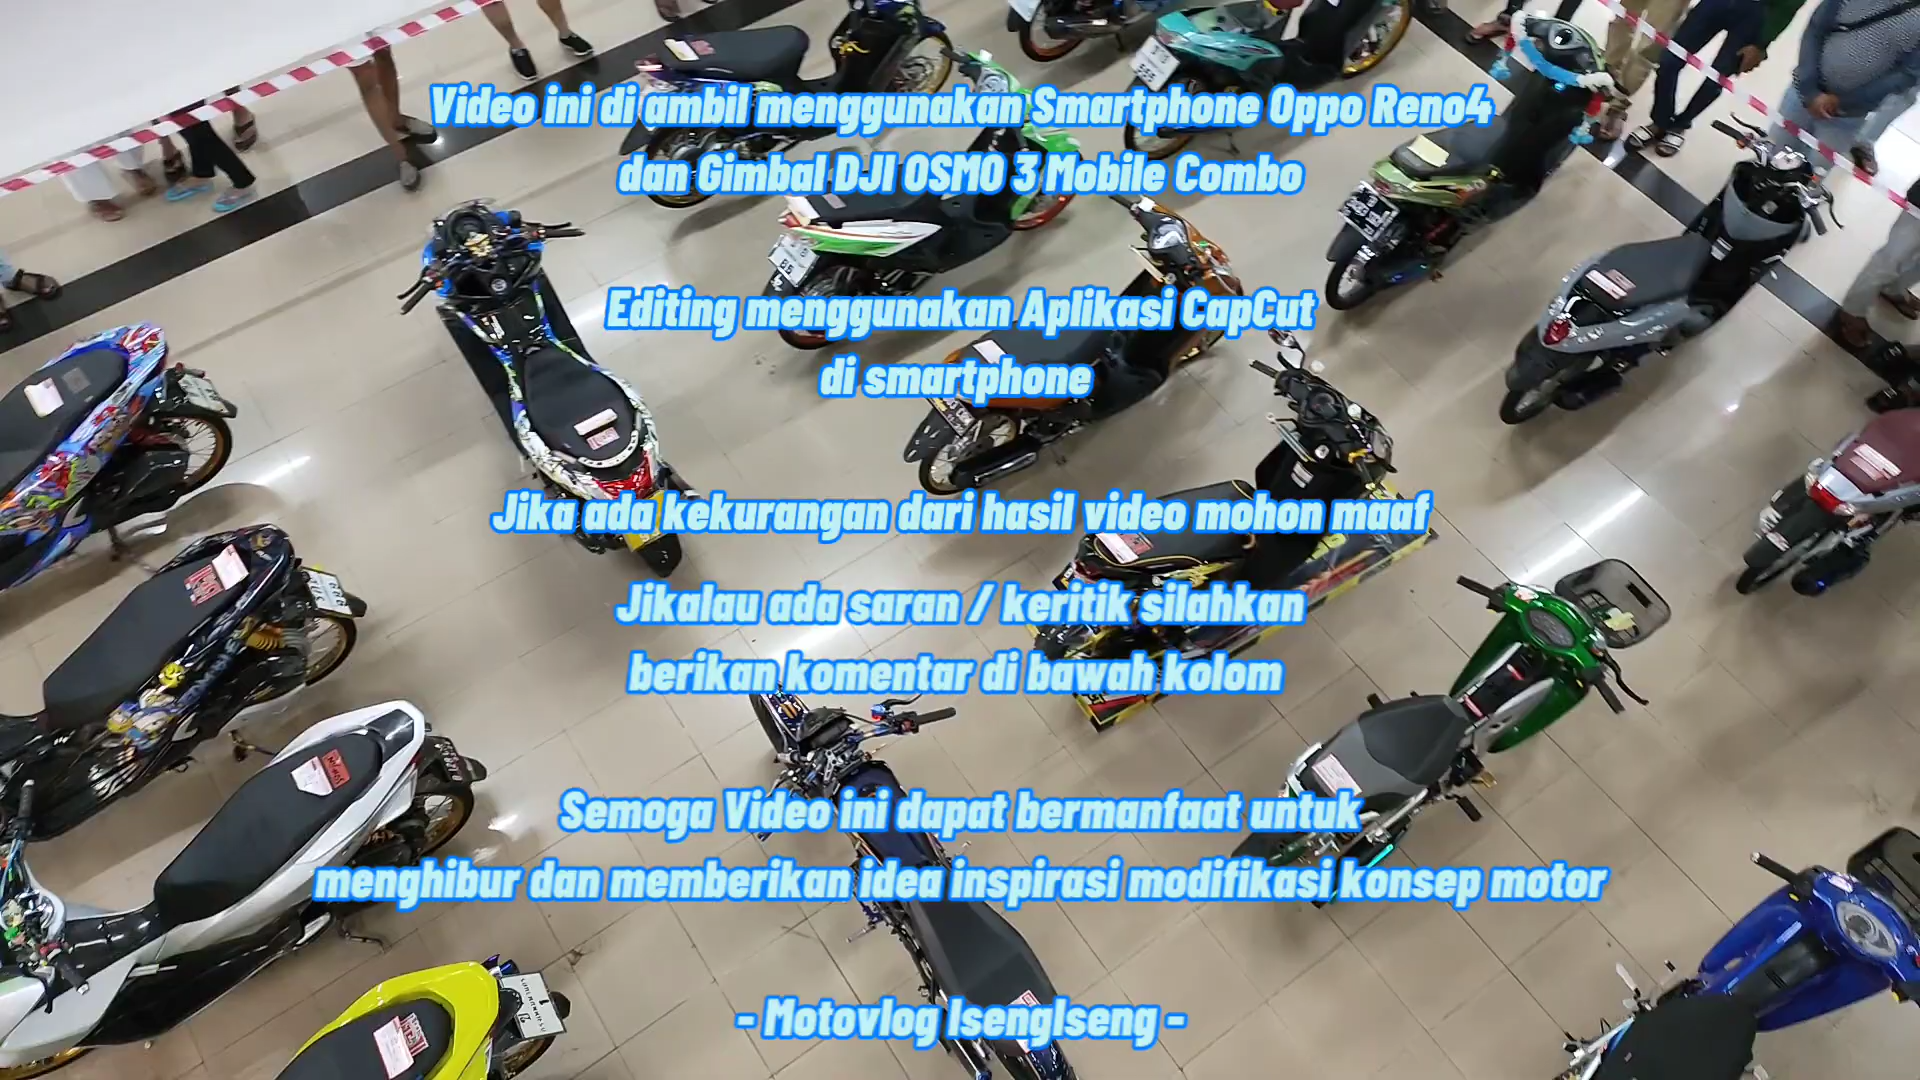 Video ini di ambil menggunakan Smartphone Oppo Reno4
dan Gimbal DJI OSMO 3 Mobile Combo
Editing menggunakan Aplikasi CapCut
di smartphone
Jika ada kekurangan dari hasil video mohon maaf
Jikalau ada saran / keritik silahkan
berikan komentar di bawah kolom
Semoga Video ini dapat bermanfaat untuk
menghibur dan memberikan idea inspirasi modifikasi konsep motor
- Motovlog IsengIseng -